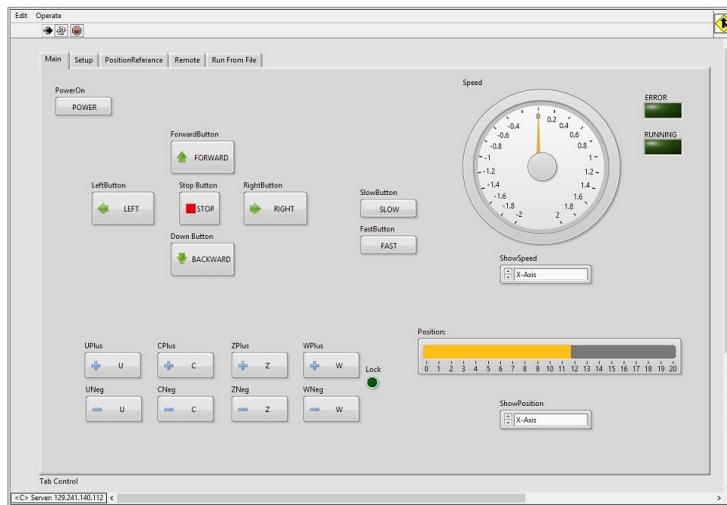 Edit Operate
Main Setup PositionReferance Remote Run From File
PowerOn
POWER
ForwardButton
FORWARD
LeftButton
LEFT
Stop Button
STOP
RightButton
RIGHT
Down Button
BACKWARD
SlowButton
SLOW
FastButton
FAST
Speed
-2
-1.8
-1.6
-1.4
-1.2
-1
-0.8
-0.6
-0.4
0
0.2
0.4
0.6
0.8
1
1.2
1.4
1.6
1.8
2
ERROR
RUNNING
ShowSpeed
X-Axis
UPlus CPlus ZPlus WPlus
U C Z W
Lock
UNeg CNeg ZNeg WNeg
U C Z W
Position:
0 1 2 3 4 5 6 7 8 9 10 11 12 13 14 15 16 17 18 19 20
ShowPosition
X-Axis
Tab Control
<C> Server: 129.241.140.112